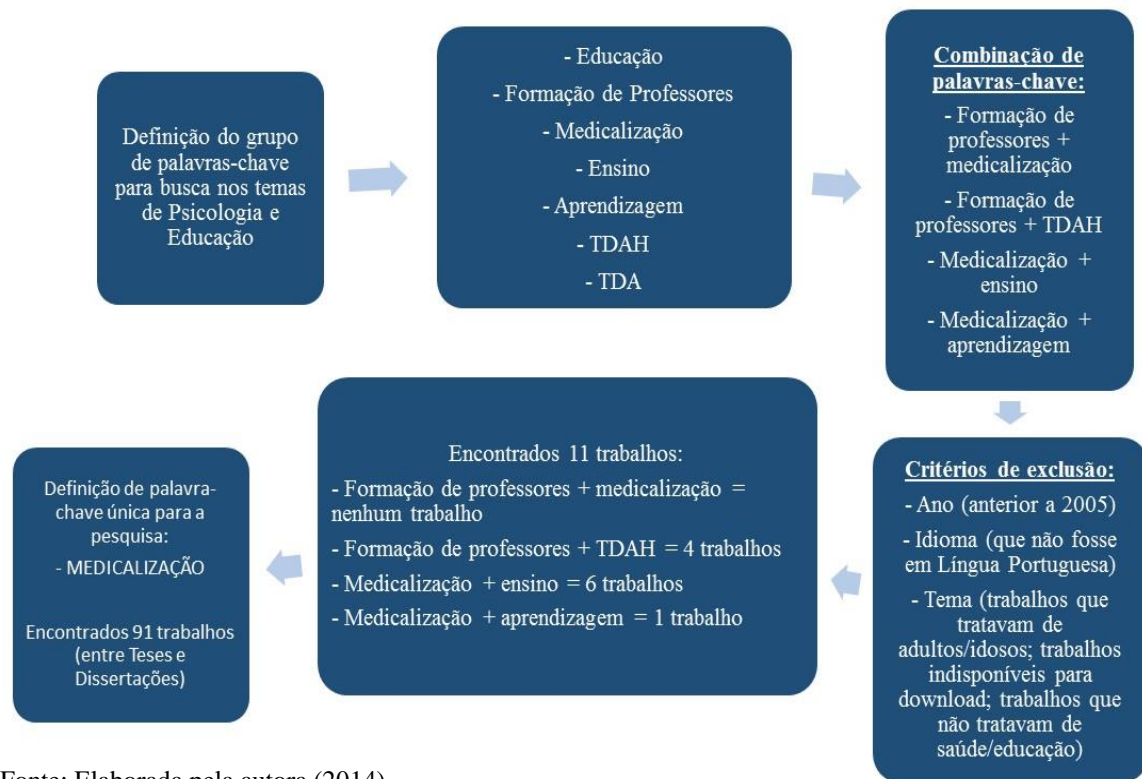 Definição do grupo
de palavras-chave
para busca nos temas
de Psicologia e
Educação
- Educação
- Formação de Professores
- Medicalização
- Ensino
- Aprendizagem
- TDAH
- TDA
Combinação de
palavras-chave:
- Formação de
professores +
medicalização
- Formação de
professores + TDAH
- Medicalização +
ensino
- Medicalização +
aprendizagem
Critérios de exclusão:
- Ano (anterior a 2005)
- Idioma (que não fosse
em Língua Portuguesa)
- Tema (trabalhos que
tratavam de
adultos/idosos; trabalhos
indisponíveis para
download; trabalhos que
não tratavam de
saúde/educação)
Encontrados 11 trabalhos:
- Formação de professores + medicalização =
nenhum trabalho
- Formação de professores + TDAH = 4 trabalhos
- Medicalização + ensino = 6 trabalhos
- Medicalização + aprendizagem = 1 trabalho
Definição de palavra-
chave única para a
pesquisa:
- MEDICALIZAÇÃO
Encontrados 91 trabalhos
(entre Teses e
Dissertações)
Fonte: Elaborada pela autora (2014)